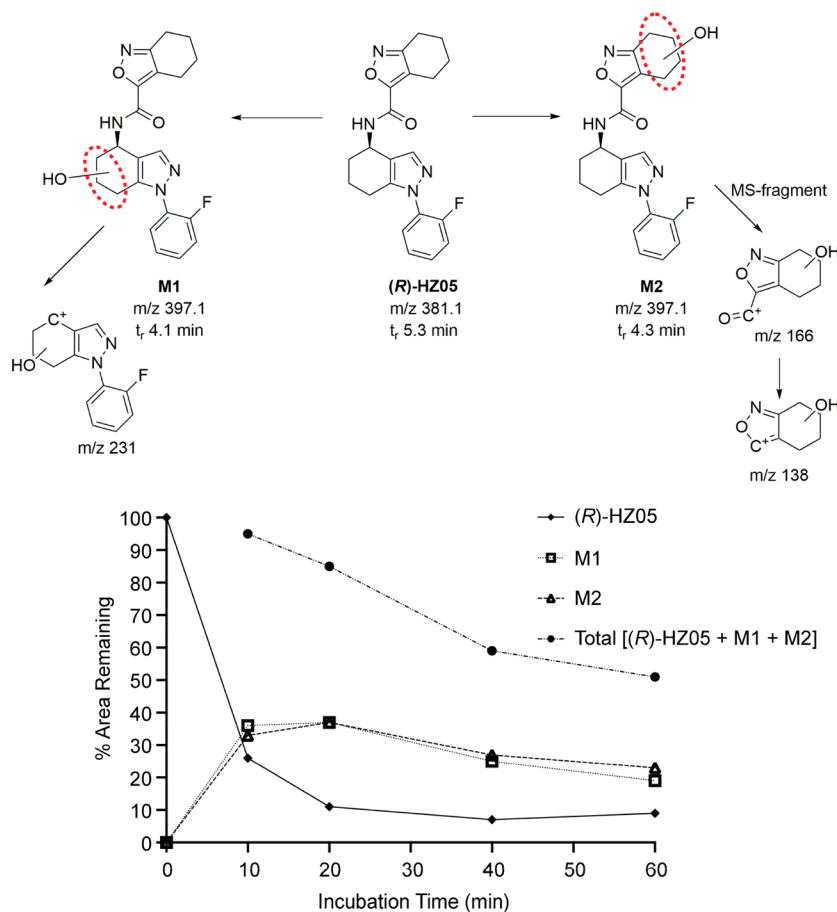 N
O
O
HN
HO
N
N
F
M1
m/z 397.1
tr 4.1 min
N
O
O
HN
N
N
F
(R)-HZ05
m/z 381.1
tr 5.3 min
OH
N
O
O
HN
N
N
F
M2
m/z 397.1
tr 4.3 min
MS-fragment
C+
HO
N
N
F
m/z 231
OH
N
O
O
C
+
m/z 166
OH
N
O
C+
m/z 138
100
90
80
70
60
50
40
30
20
10
0
% Area Remaining
(R)-HZ05
M1
M2
Total [(R)-HZ05 + M1 + M2]
0 10 20 30 40 50 60
Incubation Time (min)